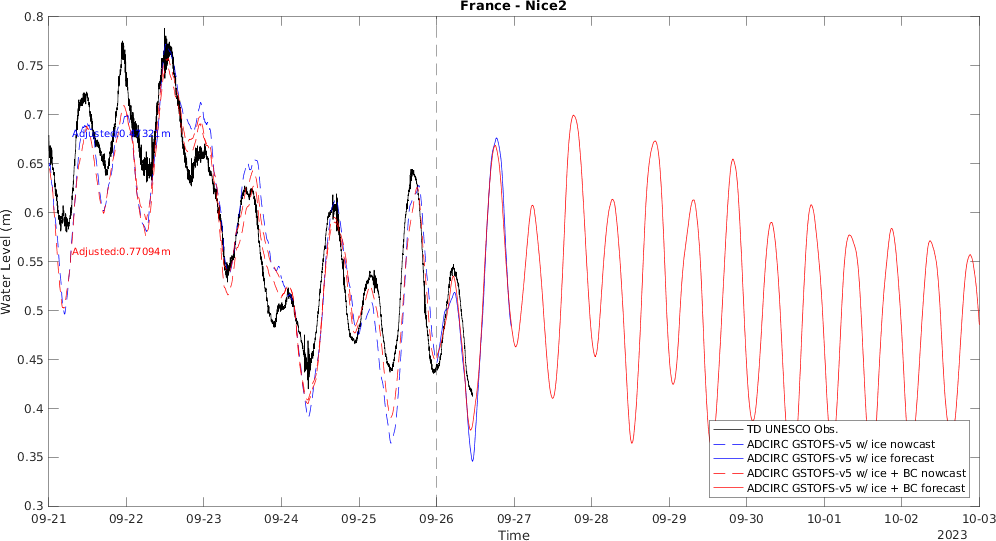 France - Nice2
0.8
0.75
0.7
0.65
0.6
0.55
0.5
0.45
0.4
0.35
0.3
Water Level (m)
Adjusted:0.77094m
TD UNESCO Obs.
ADCIRC GSTOFS-v5 w/ ice nowcast
ADCIRC GSTOFS-v5 w/ ice forecast
ADCIRC GSTOFS-v5 w/ ice + BC nowcast
ADCIRC GSTOFS-v5 w/ ice + BC forecast
09-21 09-22 09-23 09-24 09-25 09-26 09-27 09-28 09-29 09-30 10-01 10-02 10-03
Time
2023